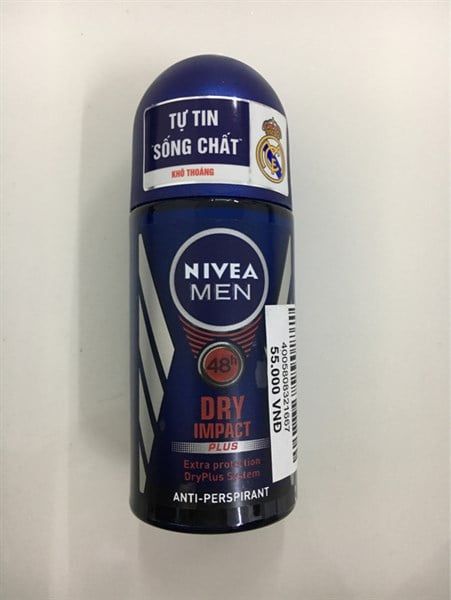 TỰ TIN
"SỐNG CHẤT"
KHÔ THOÁNG
NIVEA
MEN
48h
DRY
IMPACT
PLUS
Extra protection
DryPlus System
ANTI-PERSPIRANT
4005808321667
55.000 VND